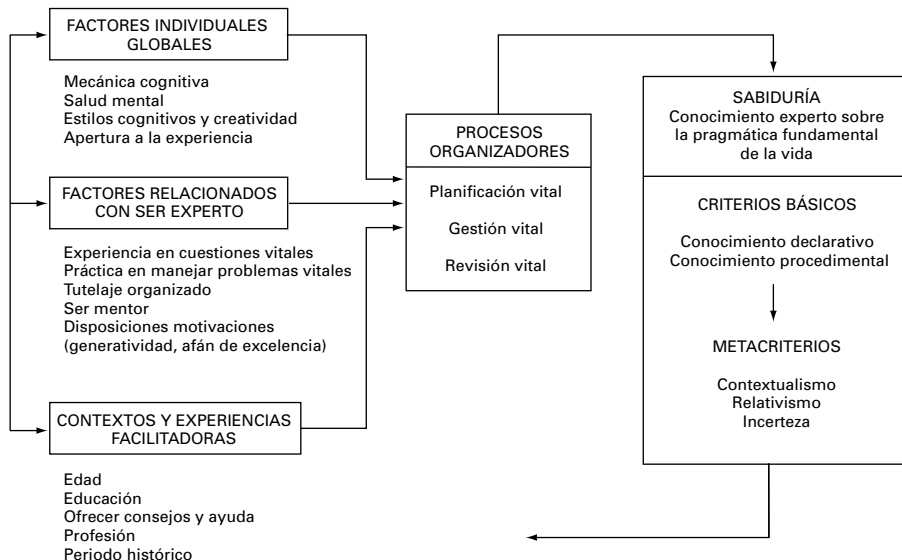 FACTORES INDIVIDUALES
GLOBALES
Mecánica cognitiva
Salud mental
Estilos cognitivos y creatividad
Apertura a la experiencia
FACTORES RELACIONADOS
CON SER EXPERTO
Experiencia en cuestiones vitales
Práctica en manejar problemas vitales
Tutelaje organizado
Ser mentor
Disposiciones motivaciones
(generatividad, afán de excelencia)
CONTEXTOS Y EXPERIENCIAS
FACILITADORAS
Edad
Educación
Ofrecer consejos y ayuda
Profesión
Periodo histórico
PROCESOS
ORGANIZADORES
Planificación vital
Gestión vital
Revisión vital
SABIDURÍA
Conocimiento experto sobre
la pragmática fundamental
de la vida
CRITERIOS BÁSICOS
Conocimiento declarativo
Conocimiento procedimental
METACRITERIOS
Contextualismo
Relativismo
Incerteza